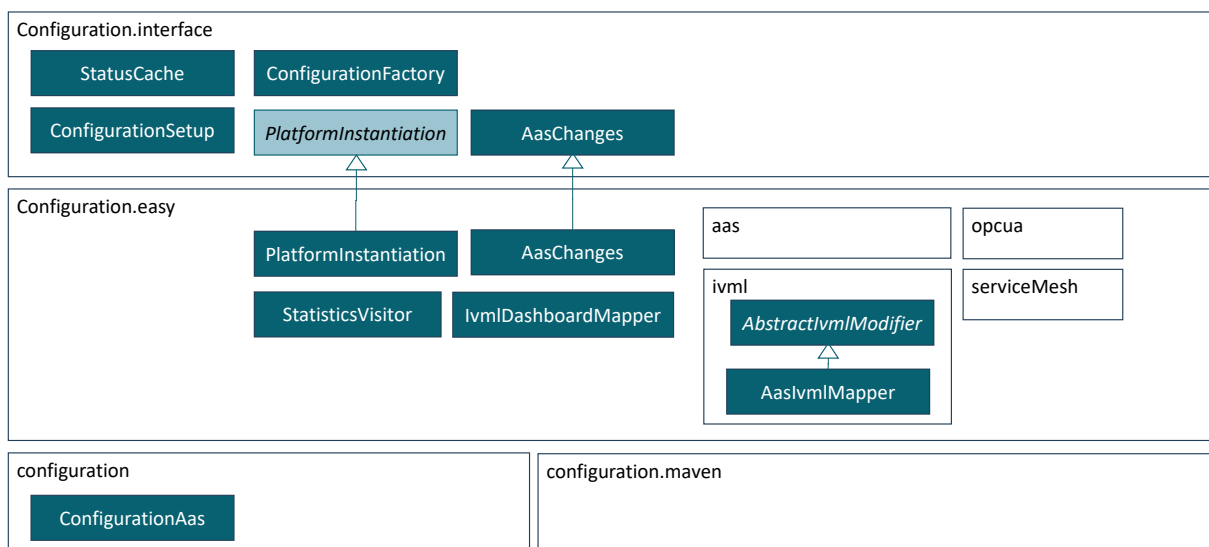 Configuration.interface
StatusCache
ConfigurationFactory
ConfigurationSetup
PlatformInstantiation
AasChanges
Configuration.easy
PlatformInstantiation
AasChanges
StatisticsVisitor
IvmlDashboardMapper
aas
opcua
ivml
AbstractIvmlModifier
AasIvmlMapper
serviceMesh
configuration
ConfigurationAas
configuration.maven